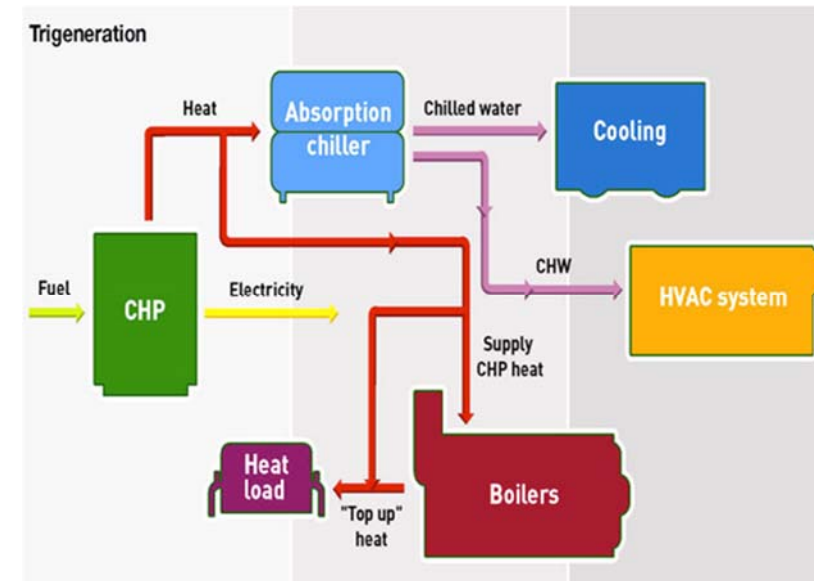 Trigeneration
Heat
Absorption
chiller
Chilled water
Cooling
Fuel
CHP
Electricity
CHW
HVAC system
Supply
CHP heat
Heat
load
"Top up"
heat
Boilers